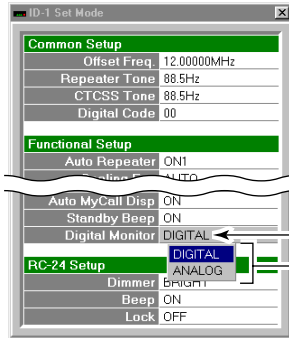 ID-1 Set Mode
Common Setup
Offset Freq. 12.00000MHz
Repeater Tone 88.5Hz
CTCSS Tone 88.5Hz
Digital Code 00
Functional Setup
Auto Repeater ON1
AUTO
Auto MyCall Disp ON
Standby Beep ON
Digital Monitor DIGITAL
DIGITAL
ANALOG
RC-24 Setup
Dimmer BRIGHT
Beep ON
Lock OFF